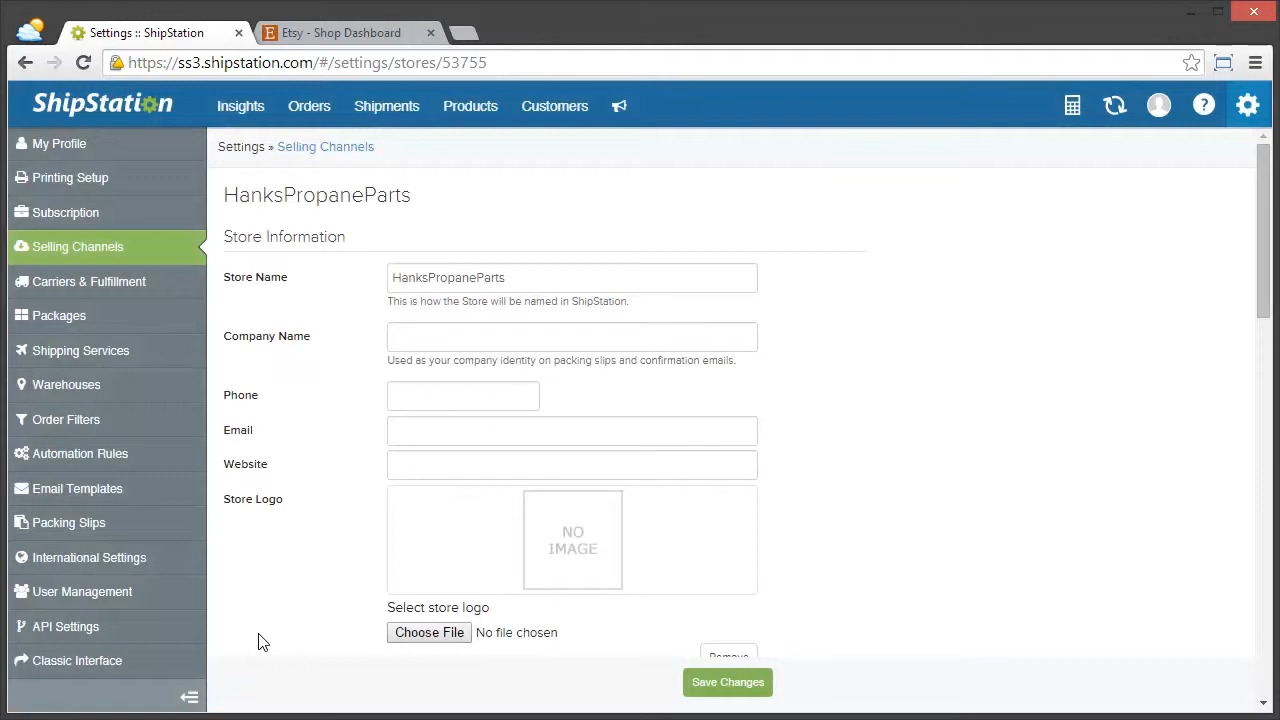 Settings :: ShipStation
Etsy - Shop Dashboard
https://ss3.shipstation.com/#/settings/stores/53755
ShipStation
Insights
Orders
Shipments
Products
Customers
My Profile
Printing Setup
Subscription
Selling Channels
Carriers & Fulfillment
Packages
Shipping Services
Warehouses
Order Filters
Automation Rules
Email Templates
Packing Slips
International Settings
User Management
API Settings
Classic Interface
Settings » Selling Channels
HanksPropaneParts
Store Information
Store Name
HanksPropaneParts
This is how the Store will be named in ShipStation.
Company Name
Used as your company identity on packing slips and confirmation emails.
Phone
Email
Website
Store Logo
NO
IMAGE
Select store logo
Choose File No file chosen
Remove
Save Changes